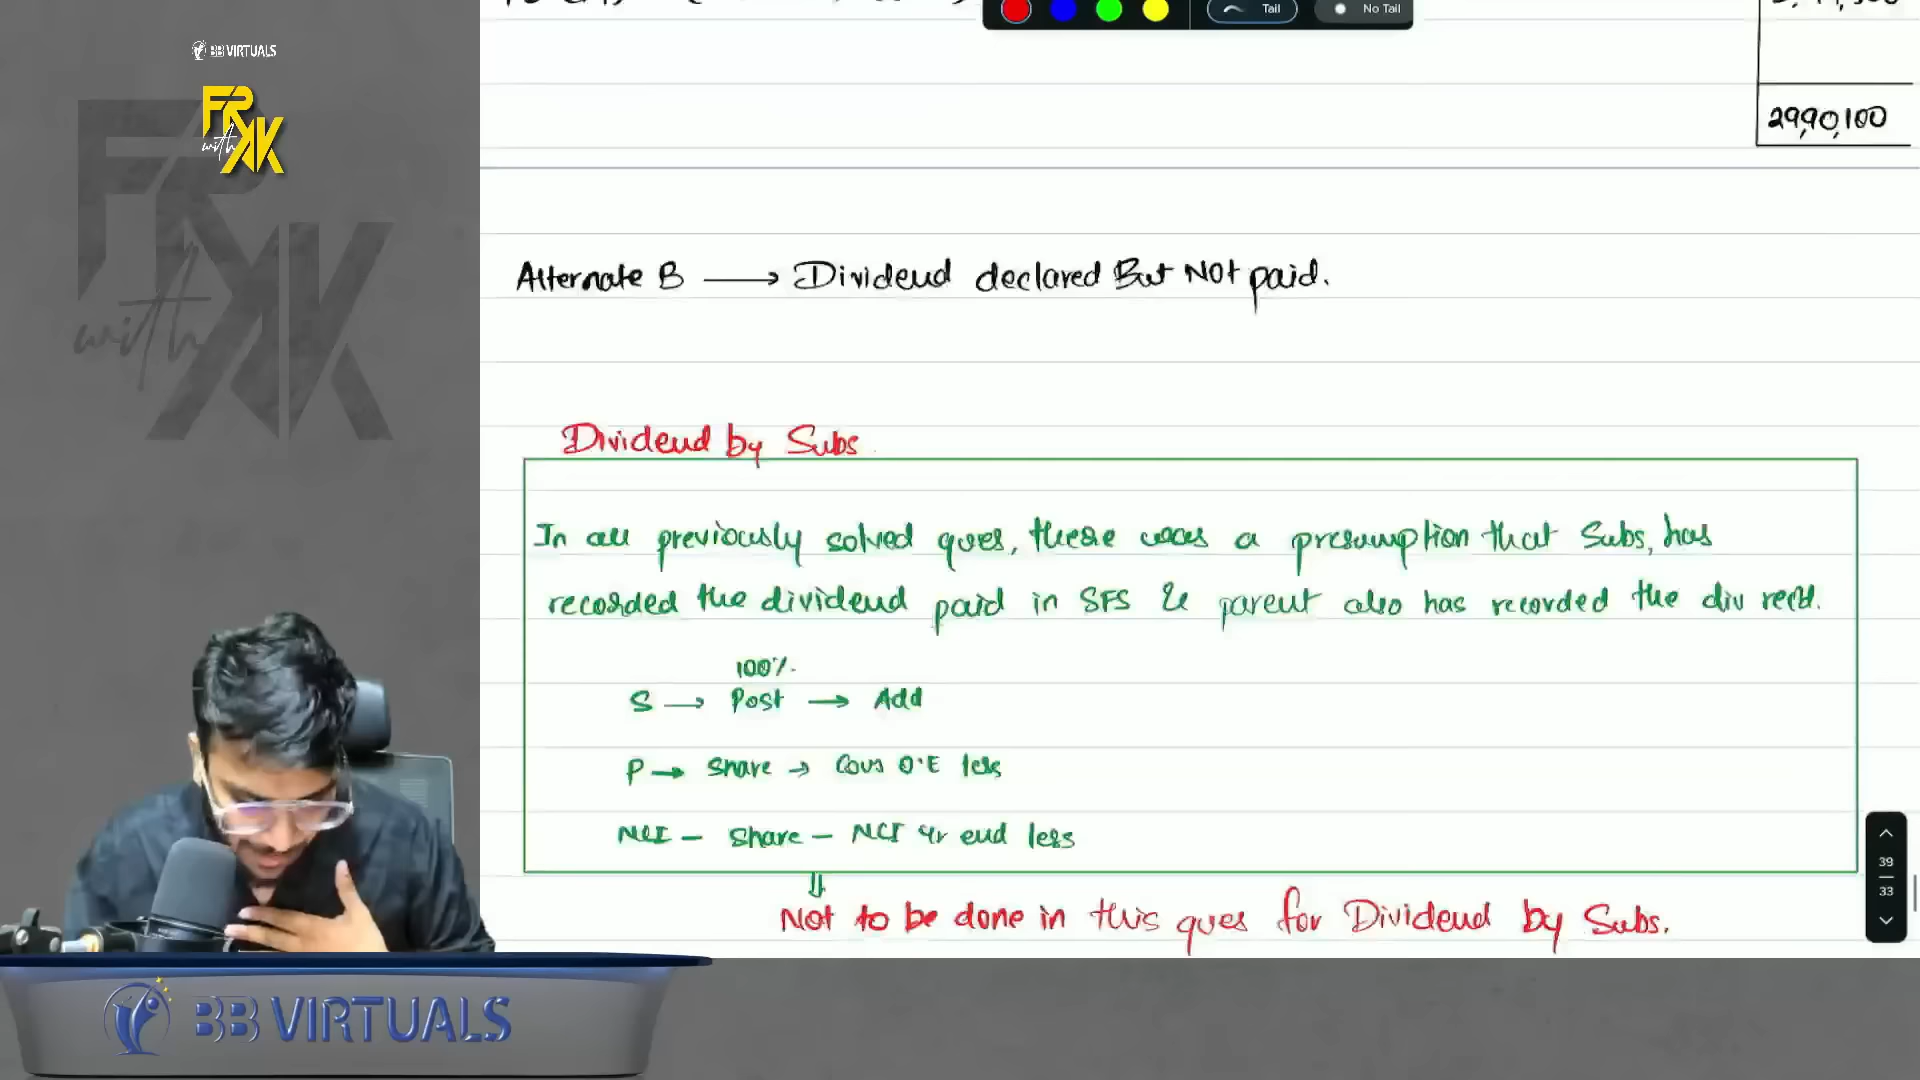 Tail
No Tail
BB VIRTUALS
FR
with
KK
29,90,100
Alternate B → Dividend declared But Not paid.
Dividend by Subs
In all previously solved ques, there was a presumption that Subs, has
recorded the dividend paid in SFS & parent also has recorded the div recd.
100%
S → Post → Add
P → Share → Cons O.E less
NCI - Share - NCI yr end less
⇓
Not to be done in this ques for Dividend by Subs.
39
33
BB VIRTUALS